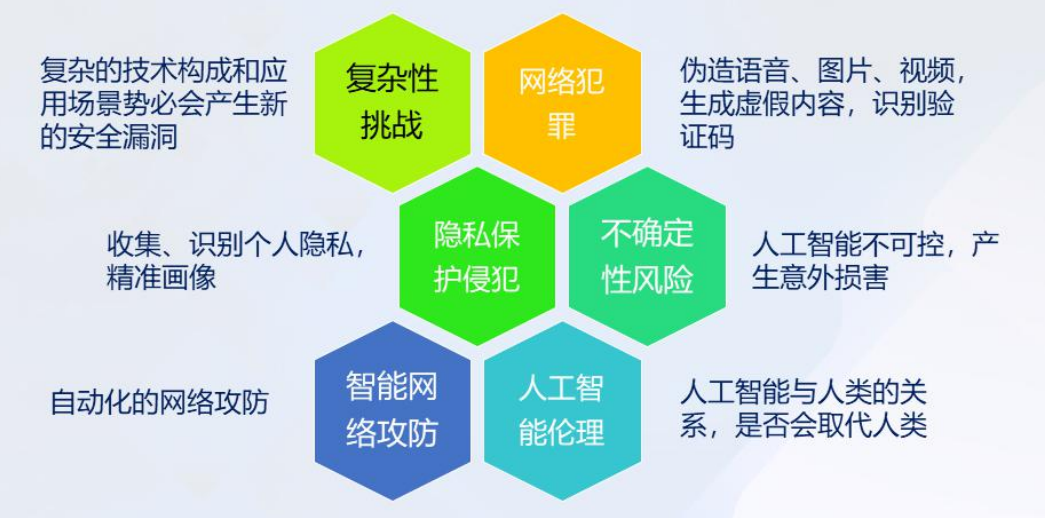 复杂的技术构成和应
用场景势必会产生新
的安全漏洞
复杂性
挑战
网络犯
罪
伪造语音、图片、视频，
生成虚假内容，识别验
证码
收集、识别个人隐私，
精准画像
隐私保
护侵犯
不确定
性风险
人工智能不可控，产
生意外损害
自动化的网络攻防
智能网
络攻防
人工智
能伦理
人工智能与人类的关
系，是否会取代人类